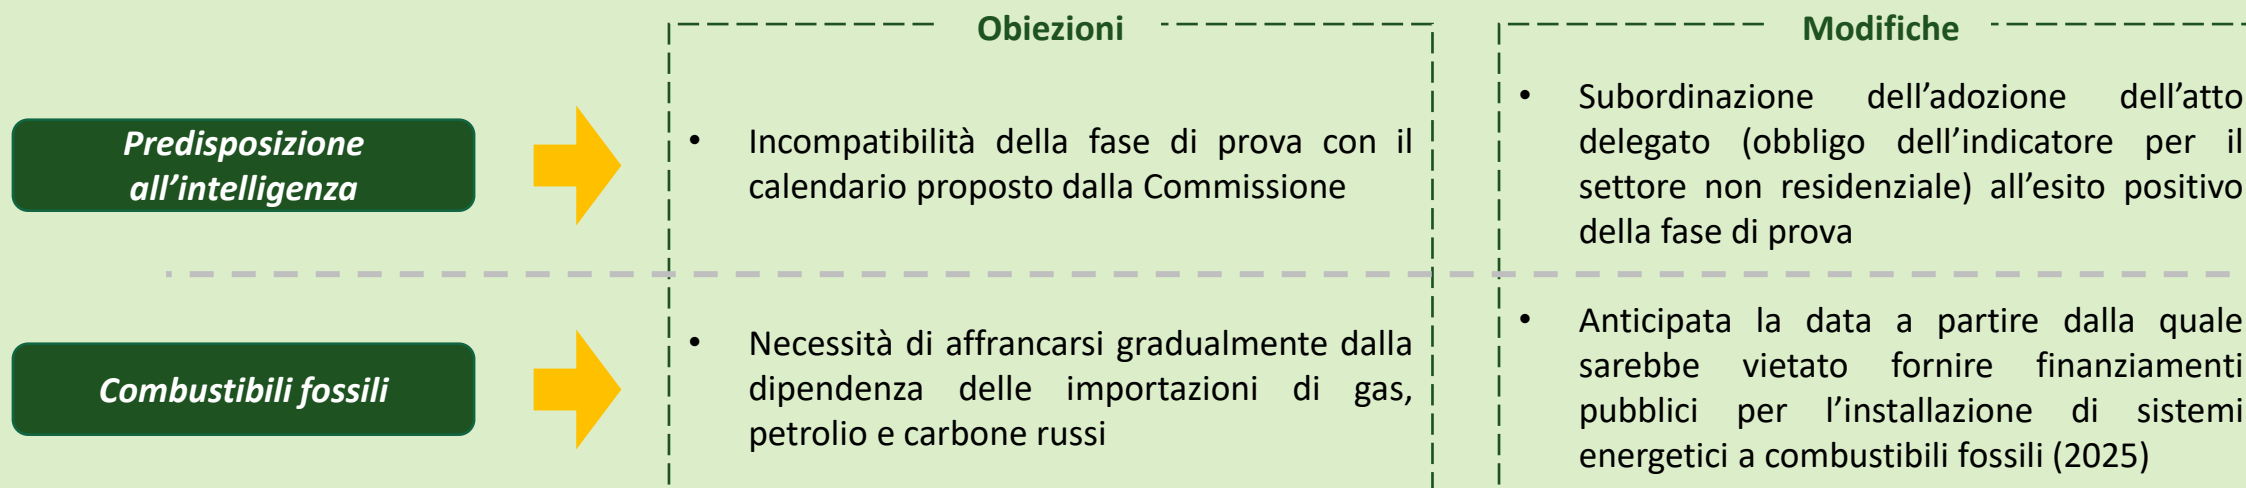 Obiezioni
Modifiche
Predisposizione
all’intelligenza
• Incompatibilità della fase di prova con il
calendario proposto dalla Commissione
• Subordinazione dell’adozione dell’atto
delegato (obbligo dell’indicatore per il
settore non residenziale) all’esito positivo
della fase di prova
Combustibili fossili
• Necessità di affrancarsi gradualmente dalla
dipendenza delle importazioni di gas,
petrolio e carbone russi
• Anticipata la data a partire dalla quale
sarebbe vietato fornire finanziamenti
pubblici per l’installazione di sistemi
energetici a combustibili fossili (2025)